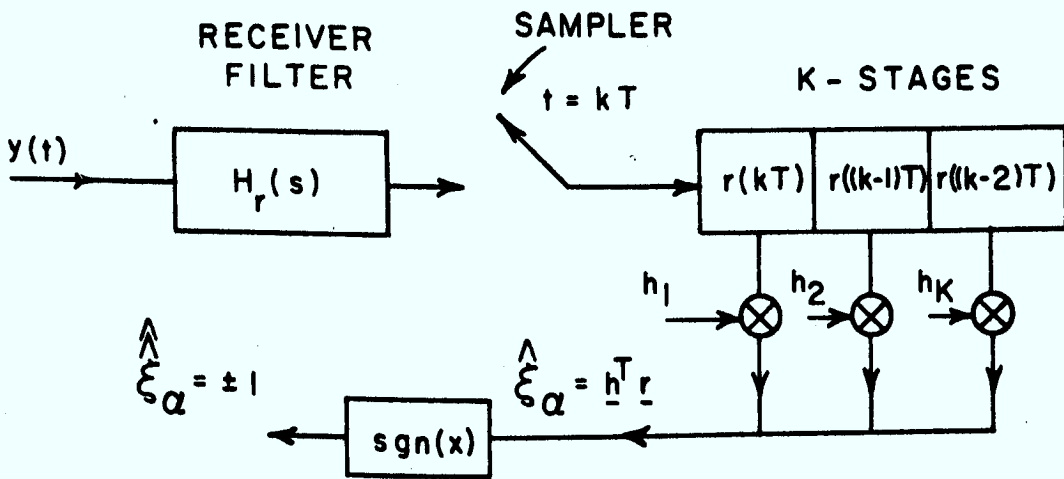 RECEIVER
FILTER
SAMPLER
t = kT
K - STAGES
y(t)
H_r(s)
r(kT)
r((k-1)T)
r((k-2)T)
h_1
h_2
h_K
ξ̂̂_α = ± 1
ξ̂_α = h̲^T r̲
sgn(x)